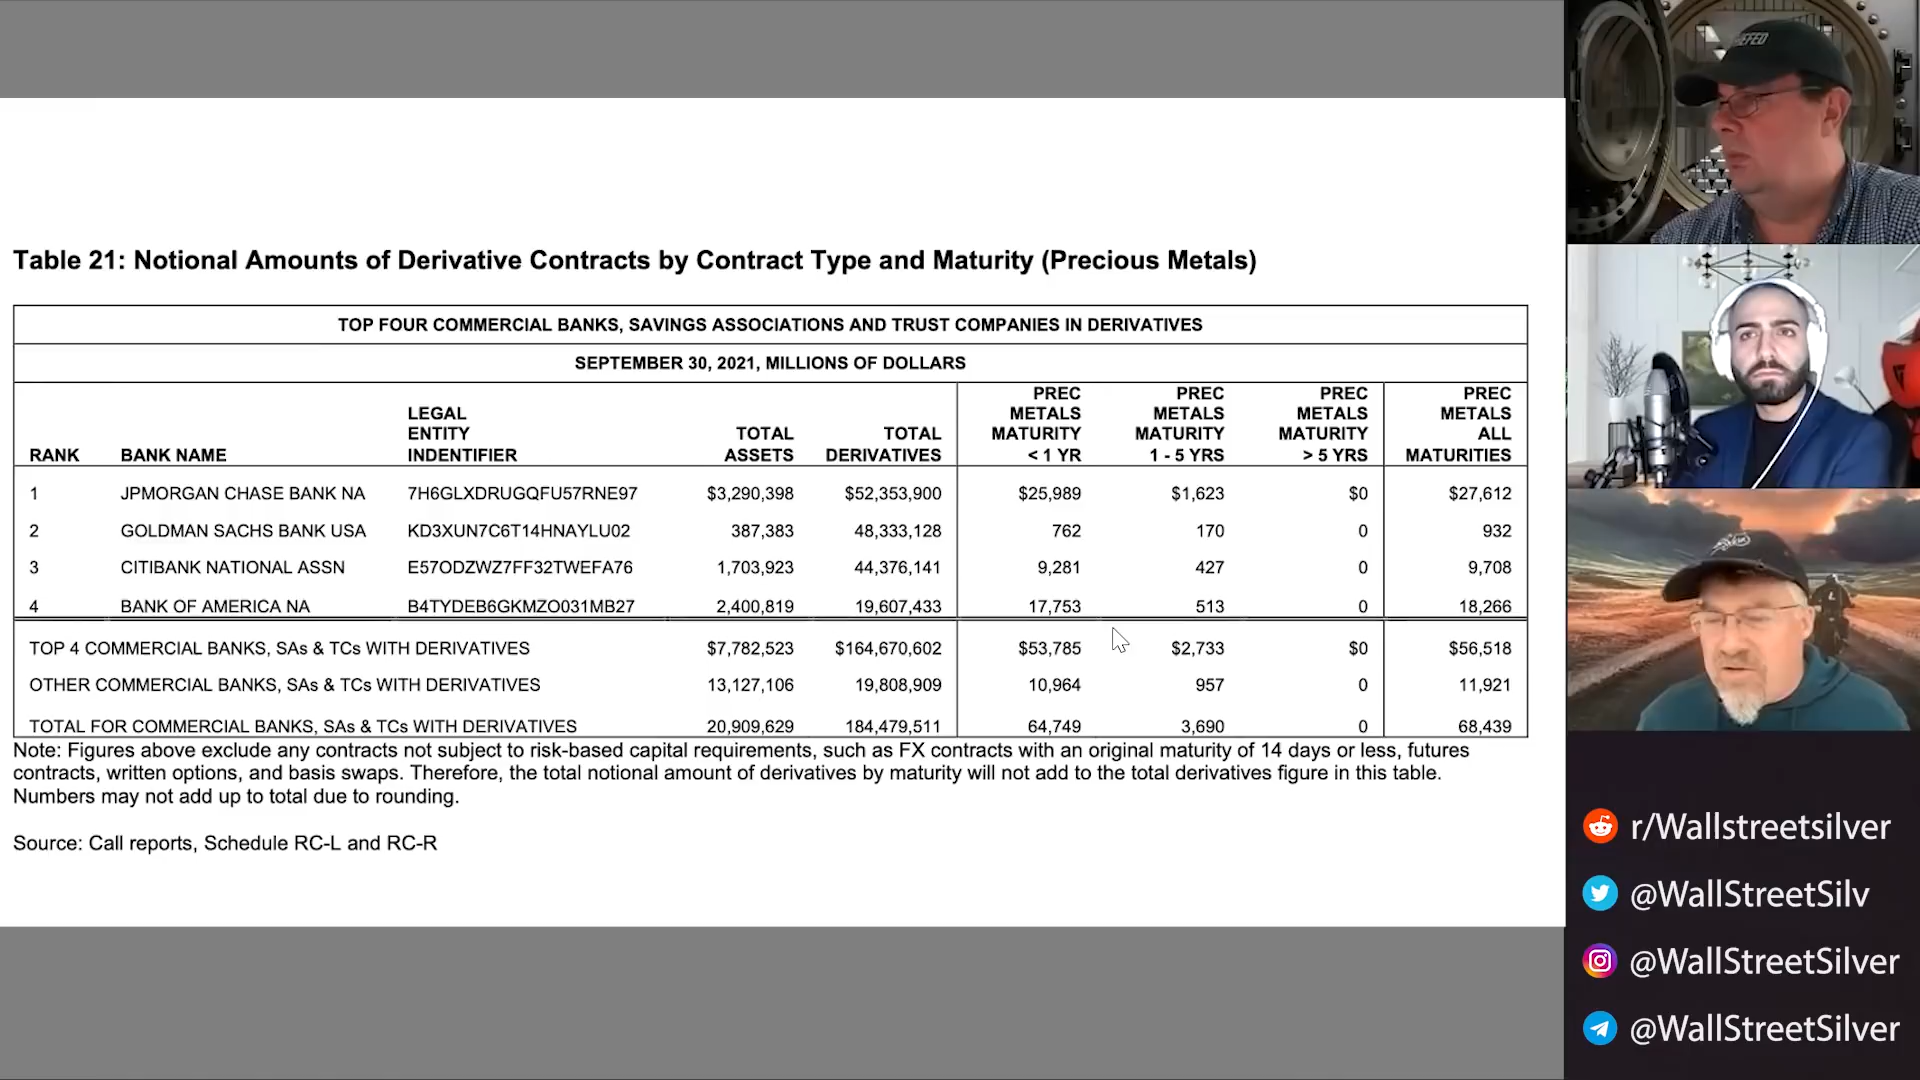 Table 21: Notional Amounts of Derivative Contracts by Contract Type and Maturity (Precious Metals)
TOP FOUR COMMERCIAL BANKS, SAVINGS ASSOCIATIONS AND TRUST COMPANIES IN DERIVATIVES
SEPTEMBER 30, 2021, MILLIONS OF DOLLARS
RANK BANK NAME LEGAL ENTITY INDENTIFIER TOTAL ASSETS TOTAL DERIVATIVES PREC METALS MATURITY < 1 YR PREC METALS MATURITY 1 - 5 YRS PREC METALS MATURITY > 5 YRS PREC METALS ALL MATURITIES
1 JPMORGAN CHASE BANK NA 7H6GLXDRUGQFU57RNE97 $3,290,398 $52,353,900 $25,989 $1,623 $0 $27,612
2 GOLDMAN SACHS BANK USA KD3XUN7C6T14HNAYLU02 387,383 48,333,128 762 170 0 932
3 CITIBANK NATIONAL ASSN E57ODZWZ7FF32TWEFA76 1,703,923 44,376,141 9,281 427 0 9,708
4 BANK OF AMERICA NA B4TYDEB6GKMZO031MB27 2,400,819 19,607,433 17,753 513 0 18,266
TOP 4 COMMERCIAL BANKS, SAs & TCs WITH DERIVATIVES $7,782,523 $164,670,602 $53,785 $2,733 $0 $56,518
OTHER COMMERCIAL BANKS, SAs & TCs WITH DERIVATIVES 13,127,106 19,808,909 10,964 957 0 11,921
TOTAL FOR COMMERCIAL BANKS, SAs & TCs WITH DERIVATIVES 20,909,629 184,479,511 64,749 3,690 0 68,439
Note: Figures above exclude any contracts not subject to risk-based capital requirements, such as FX contracts with an original maturity of 14 days or less, futures
contracts, written options, and basis swaps. Therefore, the total notional amount of derivatives by maturity will not add to the total derivatives figure in this table.
Numbers may not add up to total due to rounding.
Source: Call reports, Schedule RC-L and RC-R
r/Wallstreetsilver
@WallStreetSilv
@WallStreetSilver
@WallStreetSilver